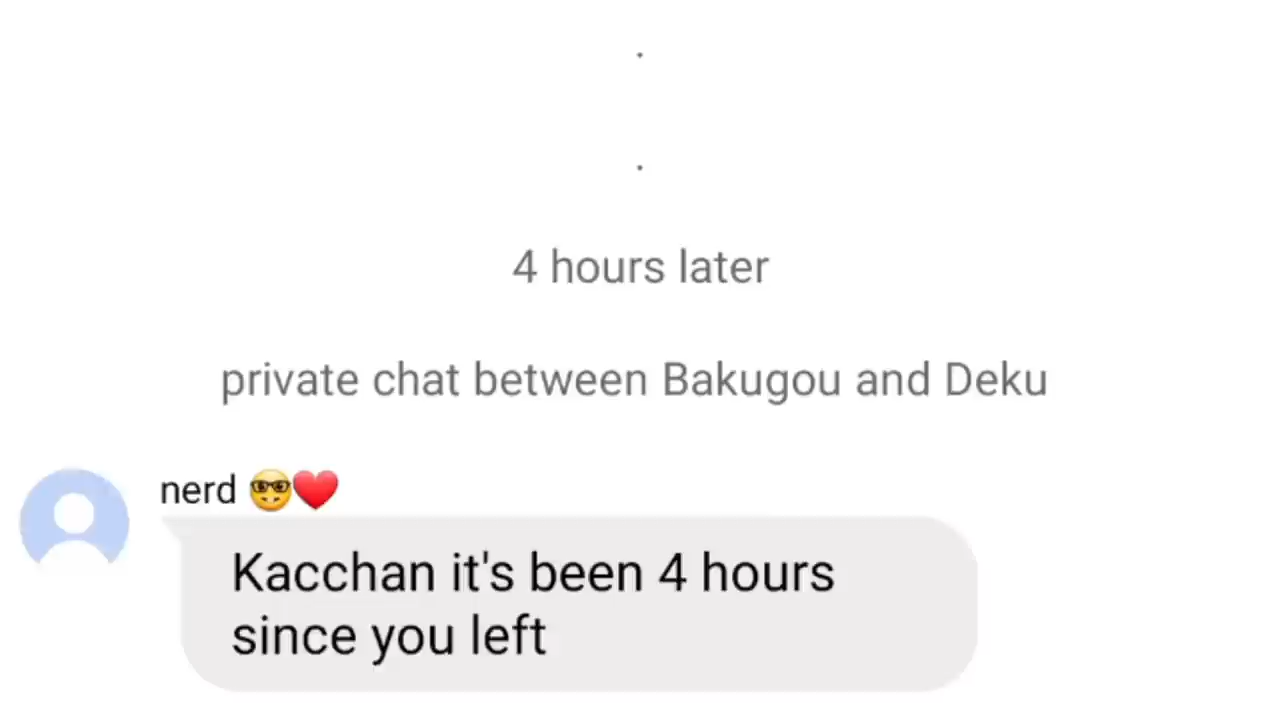 .
.
4 hours later
private chat between Bakugou and Deku
nerd 🤓❤️
Kacchan it's been 4 hours
since you left